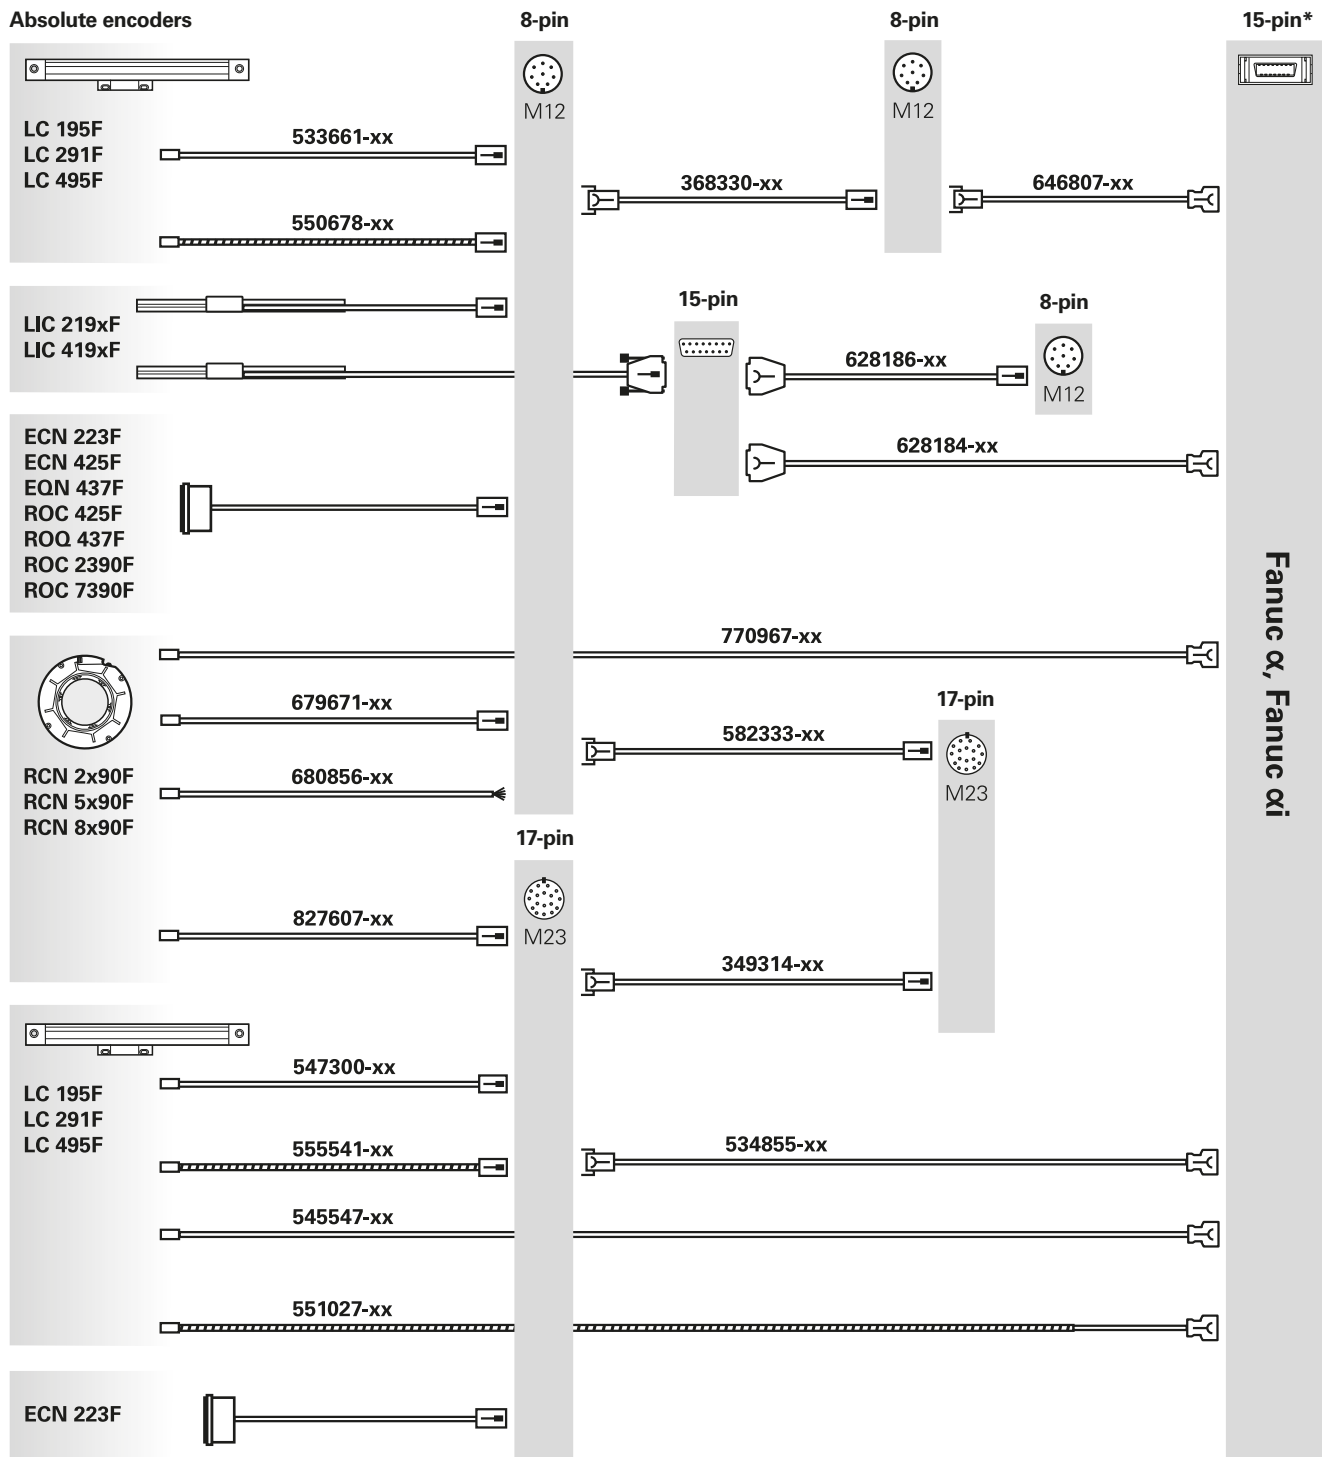 Absolute encoders
8-pin
8-pin
15-pin*
M12
M12
LC 195F
LC 291F
LC 495F
533661-xx
368330-xx
646807-xx
550678-xx
LIC 219xF
LIC 419xF
15-pin
8-pin
628186-xx
M12
ECN 223F
ECN 425F
EQN 437F
ROC 425F
ROQ 437F
ROC 2390F
ROC 7390F
628184-xx
Fanuc α, Fanuc αi
770967-xx
679671-xx
17-pin
582333-xx
M23
680856-xx
RCN 2x90F
RCN 5x90F
RCN 8x90F
17-pin
M23
827607-xx
349314-xx
547300-xx
LC 195F
LC 291F
LC 495F
555541-xx
534855-xx
545547-xx
551027-xx
ECN 223F